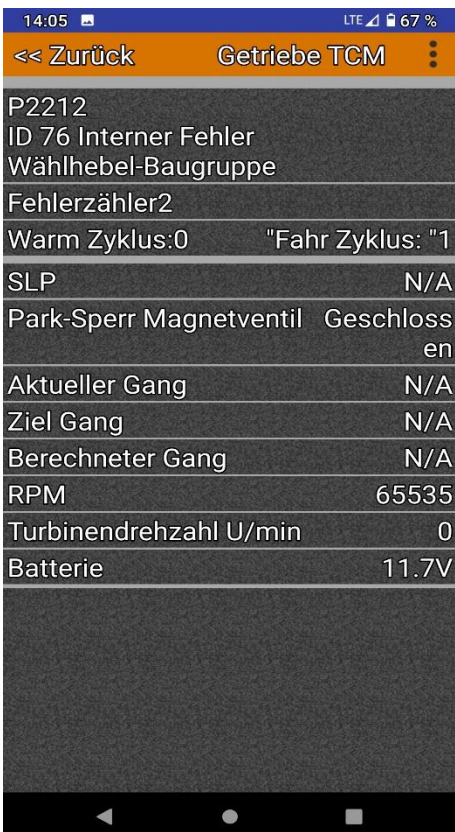 14:05 LTE 67 %
<< Zurück Getriebe TCM
P2212
ID 76 Interner Fehler
Wählhebel-Baugruppe
Fehlerzähler2
Warm Zyklus:0 "Fahr Zyklus: "1
SLP N/A
Park-Sperr Magnetventil Geschloss
en
Aktueller Gang N/A
Ziel Gang N/A
Berechneter Gang N/A
RPM 65535
Turbinendrehzahl U/min 0
Batterie 11.7V